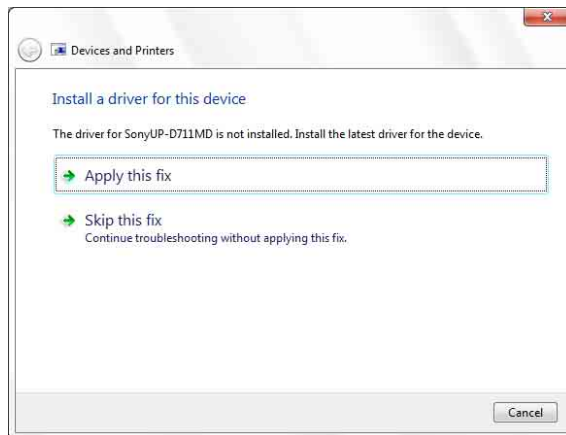 Devices and Printers
Install a driver for this device
The driver for SonyUP-D711MD is not installed. Install the latest driver for the device.
Apply this fix
Skip this fix
Continue troubleshooting without applying this fix.
Cancel